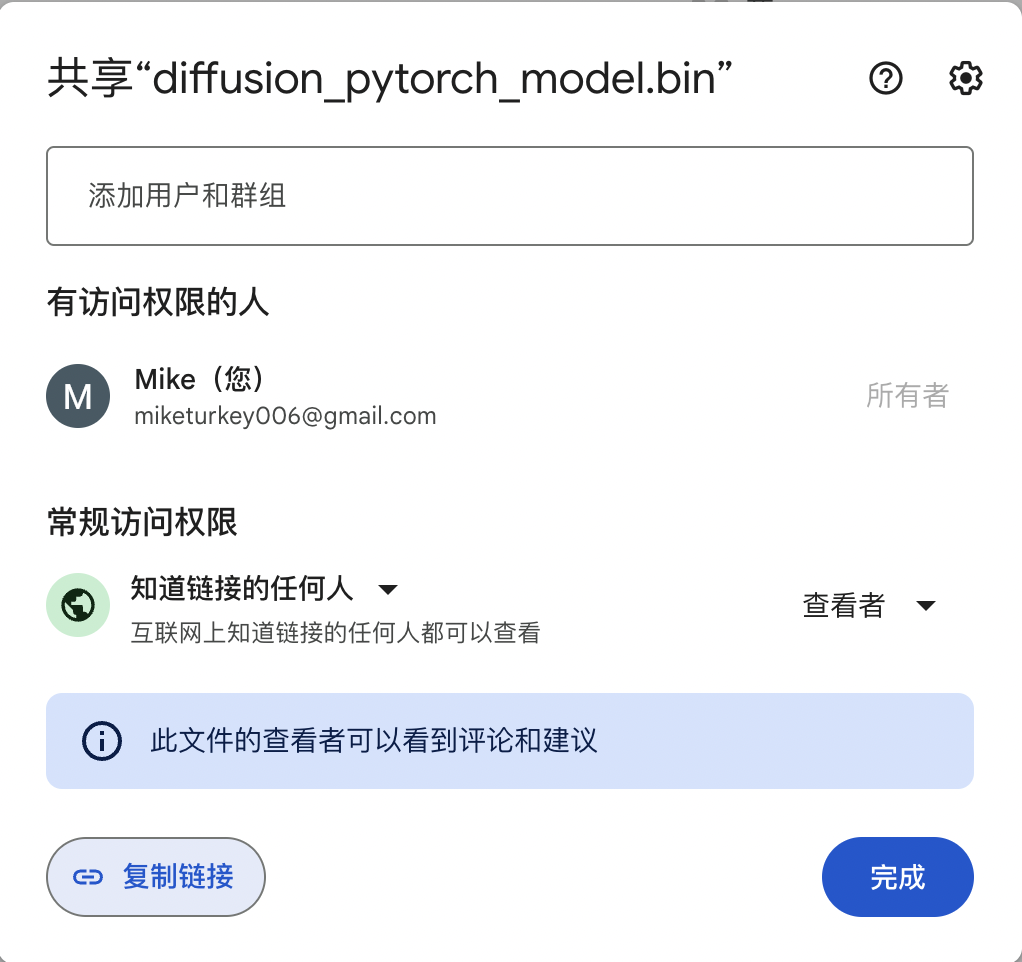 共享“diffusion_pytorch_model.bin”
添加用户和群组
有访问权限的人
M
Mike（您）
miketurkey006@gmail.com
所有者
常规访问权限
知道链接的任何人
互联网上知道链接的任何人都可以查看
查看者
此文件的查看者可以看到评论和建议
复制链接
完成